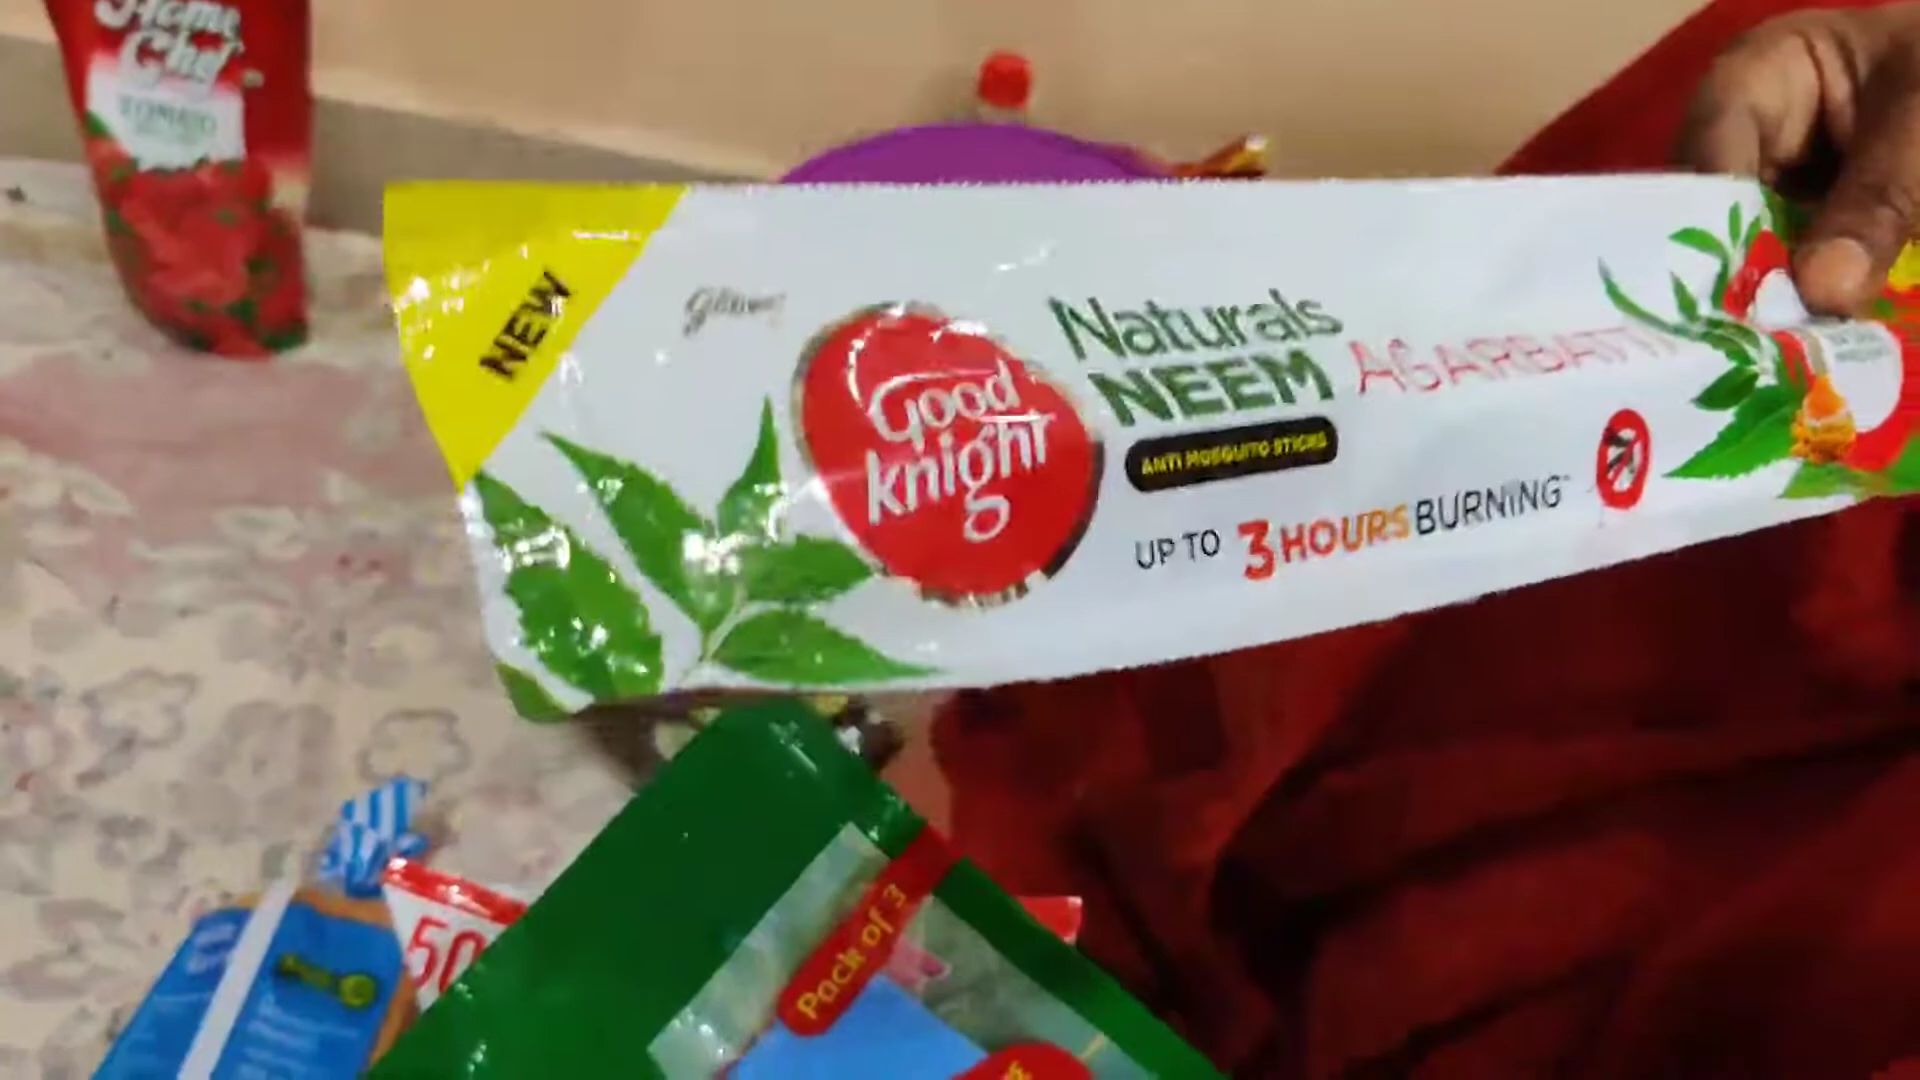 Home
Chef
TOMATO
NEW
Godrej
Good
knight
Naturals
NEEM AGARBATTI
ANTI MOSQUITO STICKS
UP TO 3 HOURS BURNING
50
Pack of 3